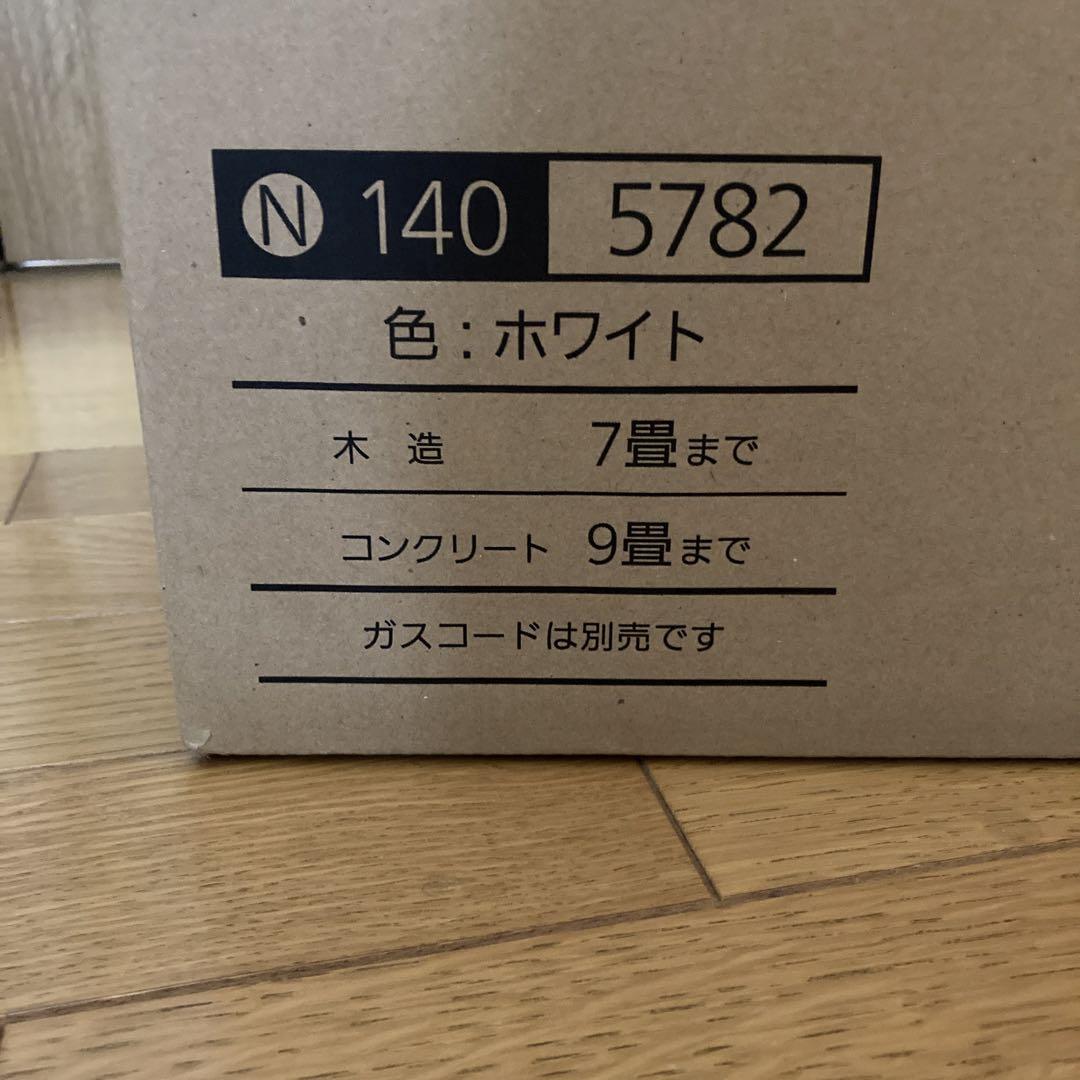 N 140 5782
色：ホワイト
木 造 7畳まで
コンクリート 9畳まで
ガスコードは別売です